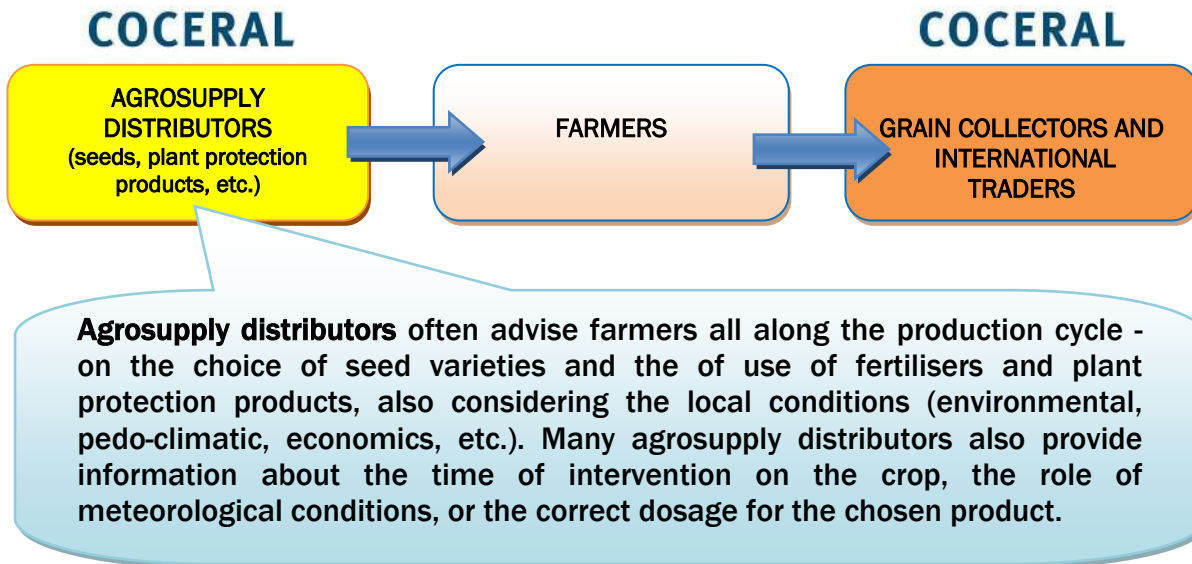 COCERAL
COCERAL
AGROSUPPLY
DISTRIBUTORS
(seeds, plant protection
products, etc.)
FARMERS
GRAIN COLLECTORS AND
INTERNATIONAL
TRADERS
Agrosupply distributors often advise farmers all along the production cycle -
on the choice of seed varieties and the of use of fertilisers and plant
protection products, also considering the local conditions (environmental,
pedo-climatic, economics, etc.). Many agrosupply distributors also provide
information about the time of intervention on the crop, the role of
meteorological conditions, or the correct dosage for the chosen product.